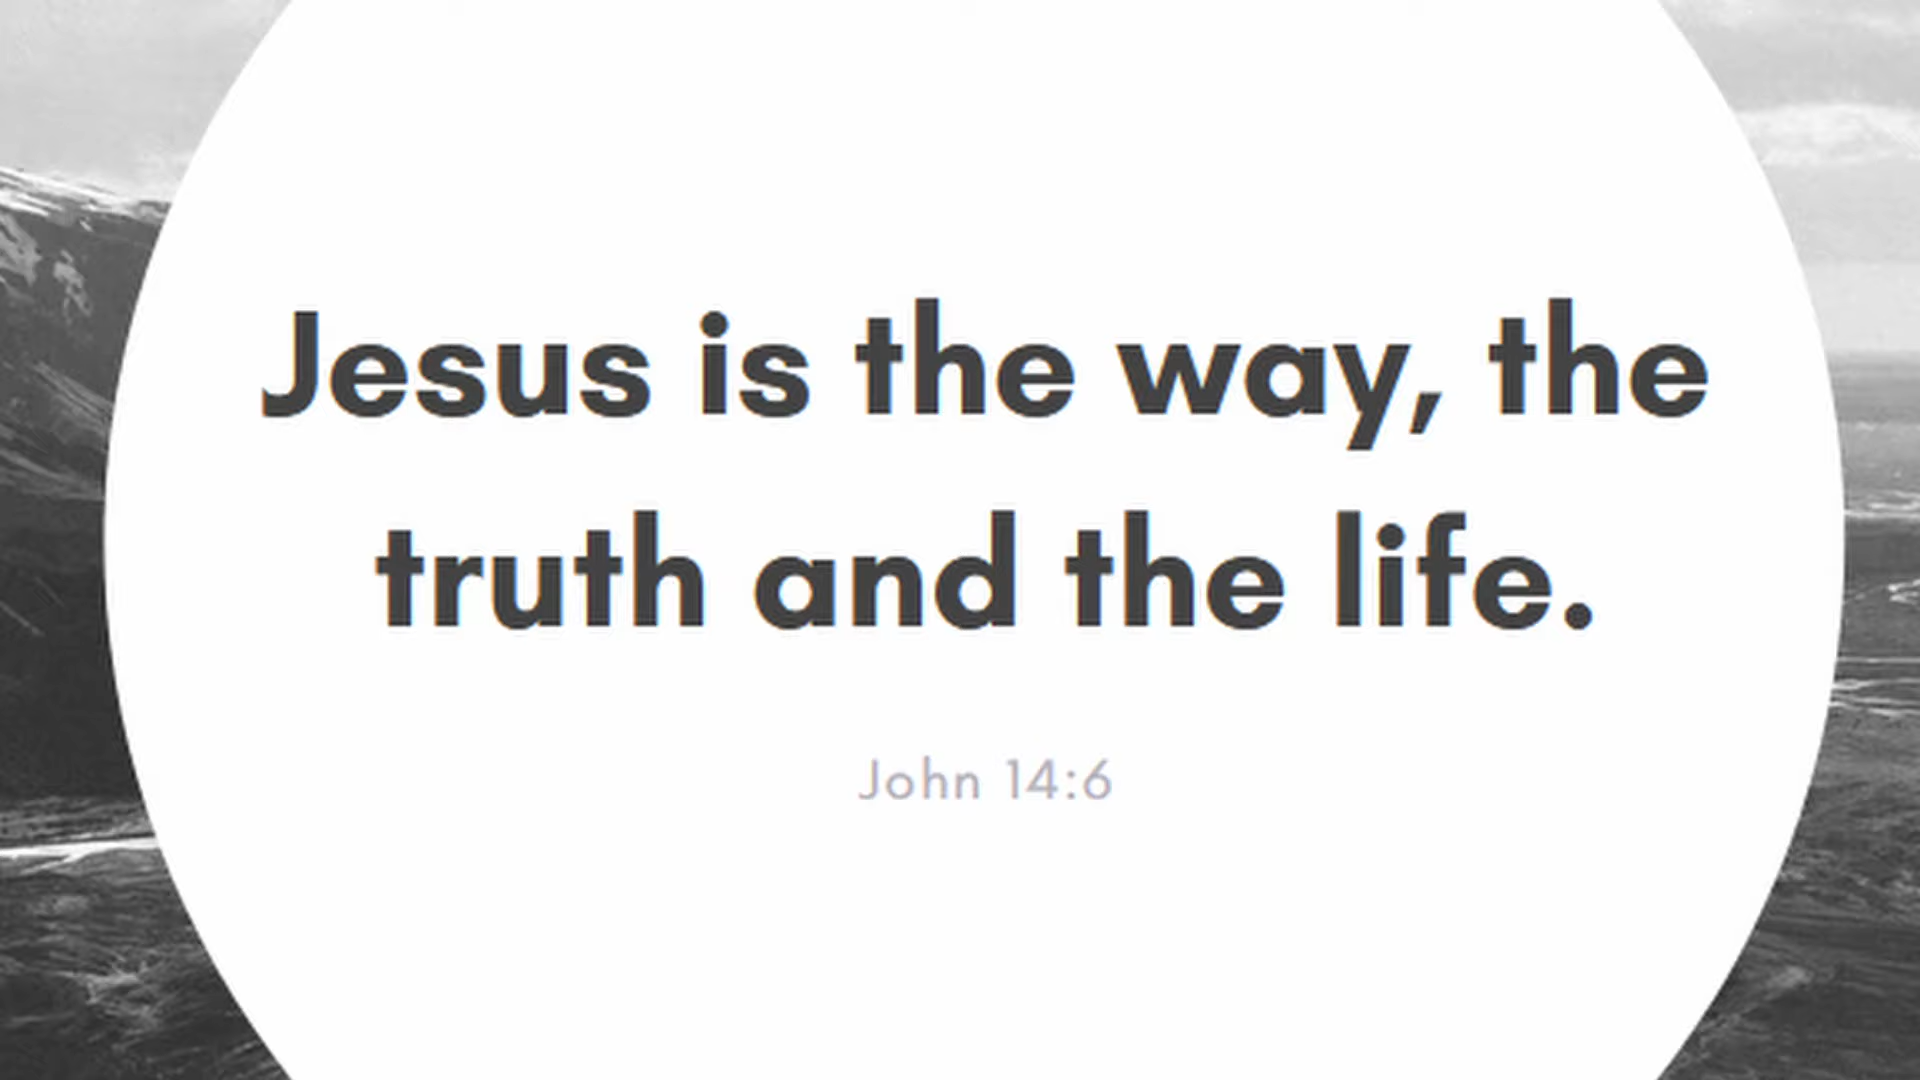 Jesus is the way, the
truth and the life.
John 14:6